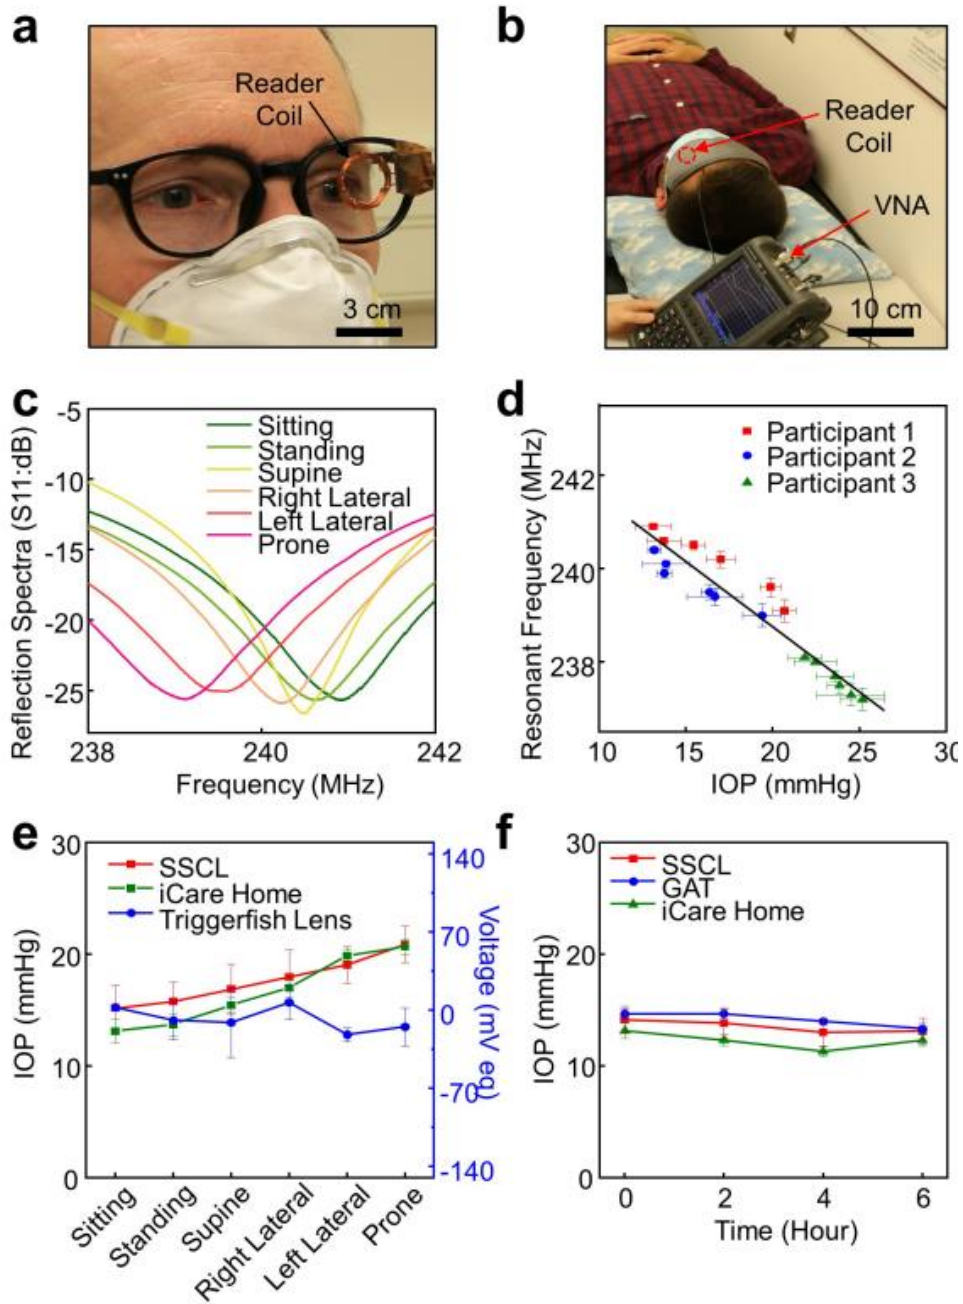 a
Reader
Coil
3 cm
b
Reader
Coil
VNA
10 cm
c
Reflection Spectra (S11:dB)
-5
-10
-15
-20
-25
Sitting
Standing
Supine
Right Lateral
Left Lateral
Prone
238
240
242
Frequency (MHz)
d
Resonant Frequency (MHz)
242
240
238
Participant 1
Participant 2
Participant 3
10
15
20
25
30
IOP (mmHg)
e
IOP (mmHg)
30
20
10
0
SSCL
iCare Home
Triggerfish Lens
140
70
0
-70
-140
Voltage (mV eq)
Sitting
Standing
Supine
Right Lateral
Left Lateral
Prone
f
IOP (mmHg)
30
20
10
0
SSCL
GAT
iCare Home
0
2
4
6
Time (Hour)